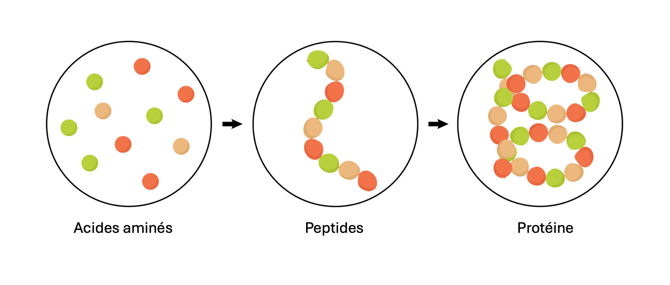 Acides aminés
Peptides
Protéine